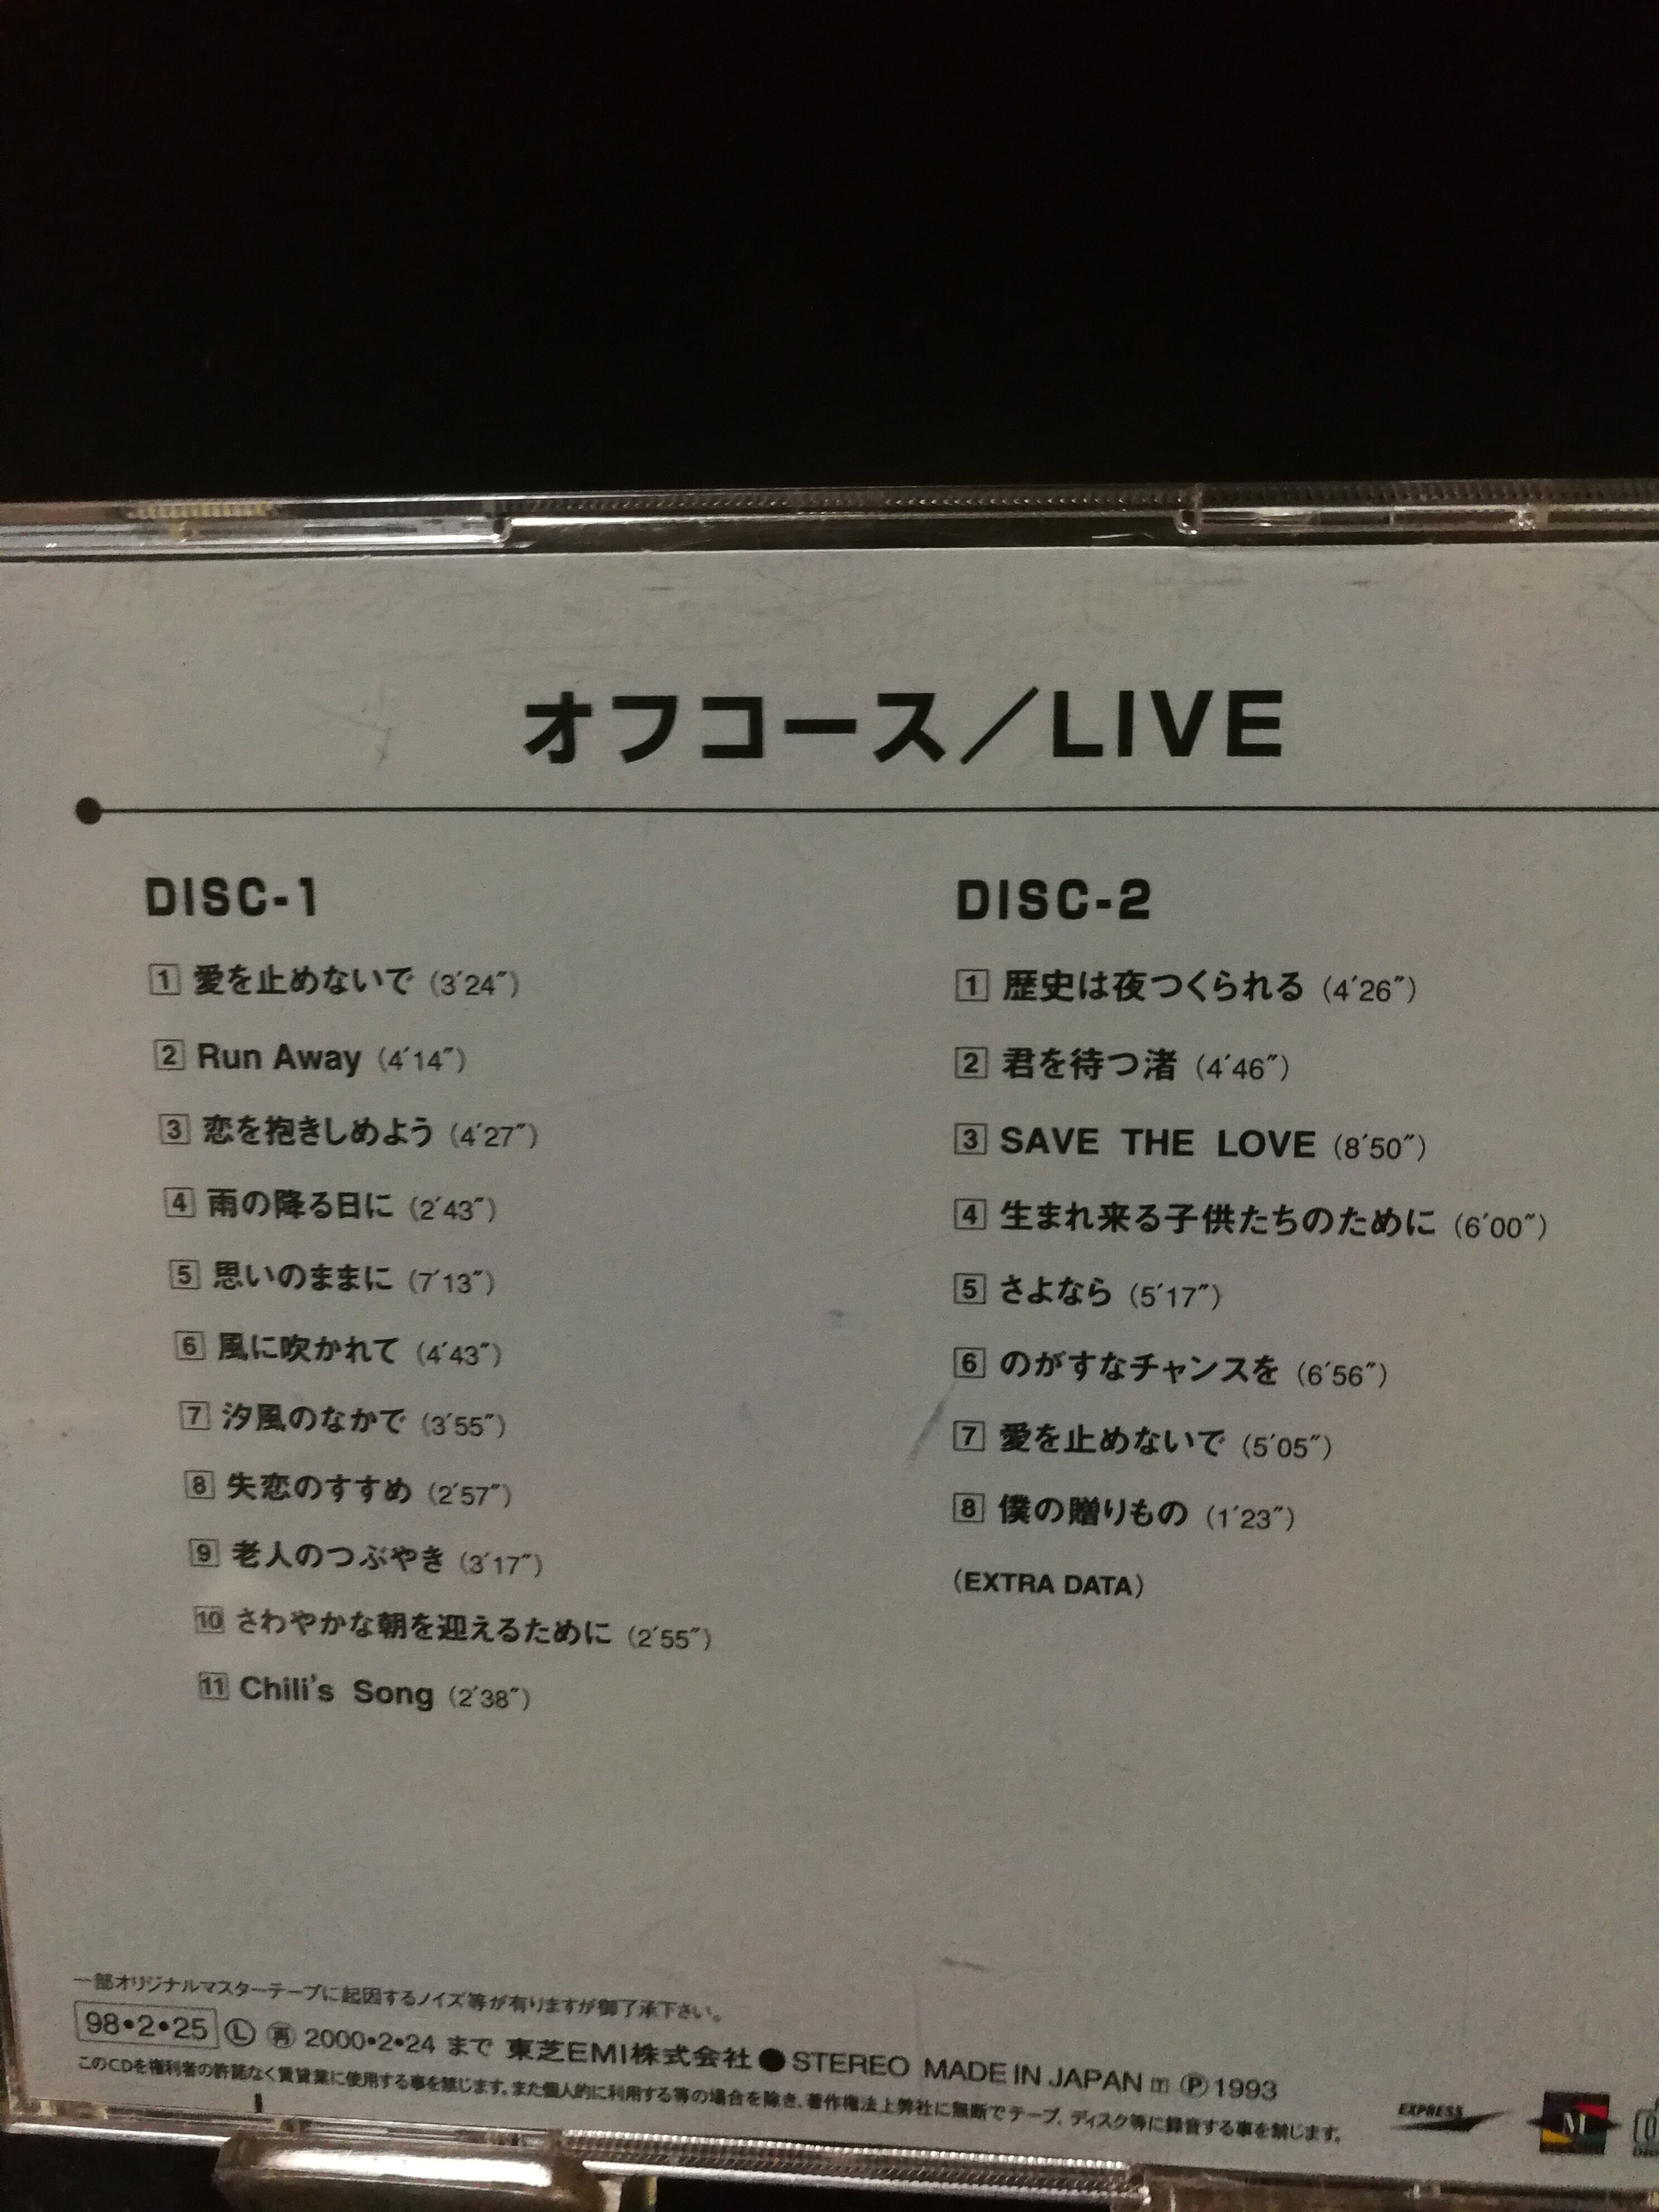 オフコース／LIVE
DISC-1
1 愛を止めないで (3′24″)
2 Run Away (4′14″)
3 恋を抱きしめよう (4′27″)
4 雨の降る日に (2′43″)
5 思いのままに (7′13″)
6 風に吹かれて (4′43″)
7 汐風のなかで (3′55″)
8 失恋のすすめ (2′57″)
9 老人のつぶやき (3′17″)
10 さわやかな朝を迎えるために (2′55″)
11 Chili's Song (2′38″)
DISC-2
1 歴史は夜つくられる (4′26″)
2 君を待つ渚 (4′46″)
3 SAVE THE LOVE (8′50″)
4 生まれ来る子供たちのために (6′00″)
5 さよなら (5′17″)
6 のがすなチャンスを (6′56″)
7 愛を止めないで (5′05″)
8 僕の贈りもの (1′23″)
(EXTRA DATA)
一部オリジナルマスターテープに起因するノイズ等が有りますが御了承下さい。
98•2•25 Ⓛ 再 2000•2•24 まで 東芝EMI株式会社●STEREO MADE IN JAPAN Ⓟ1993
このCDを権利者の許諾なく賃貸業に使用する事を禁じます。また個人的に利用する等の場合を除き、著作権法上弊社に無断でテープ、ディスク等に録音する事を禁じます。
EXPRESS
M